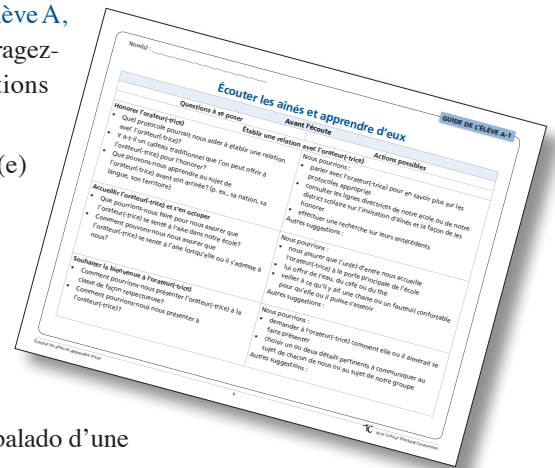 lève A,
ragez-
tions
(e)
balado d'une
Nom(s) :
GUIDE DE L'ÉLÈVE A-1
Écouter les aînés et apprendre d'eux
Avant l'écoute
Établir une relation avec l'orateur(-trice)
Questions à se poser
Actions possibles
Honorer l'orateur(-trice)
• Quel protocole pourrait nous aider à établir une relation
avec l'orateur(-trice)?
• Y a-t-il un cadeau traditionnel que l'on peut offrir à
l'orateur(-trice) pour l'honorer?
• Que pouvons-nous apprendre au sujet de
l'orateur(-trice) avant son arrivée? (p. ex., sa nation, sa
langue, son territoire)
Nous pourrions :
• parler avec l'orateur(-trice) pour en savoir plus sur les
protocoles appropriés
• consulter les lignes directrices de notre école ou de notre
district scolaire sur l'invitation d'aînés et la façon de les
honorer
• effectuer une recherche sur leurs antécédents
Autres suggestions :
Accueillir l'orateur(-trice) et s'en occuper
• Que pourrions-nous faire pour nous assurer que
l'orateur(-trice) se sente à l'aise dans notre école?
• Comment pouvons-nous nous assurer que
l'orateur(-trice) se sente à l'aise lorsqu'elle ou il s'adresse à
nous?
Nous pourrions :
• nous assurer que l'un(e) d'entre nous accueille
l'orateur(-trice) à la porte principale de l'école
• lui offrir de l'eau, du café ou du thé
• veiller à ce qu'il y ait une chaise ou un fauteuil confortable
pour qu'elle ou il puisse s'asseoir
Autres suggestions :
Souhaiter la bienvenue à l'orateur(-trice)
• Comment pourrions-nous présenter l'orateur(-trice) à la
classe de façon respectueuse?
• Comment pourrions-nous nous présenter à
l'orateur(-trice)?
Nous pourrions :
• demander à l'orateur(-trice) comment elle ou il aimerait se
faire présenter
• choisir un ou deux détails pertinents à communiquer au
sujet de chacun de nous ou au sujet de notre groupe
Autres suggestions :
Écouter les aînés et apprendre d'eux
TC
The Critical Thinking Consortium